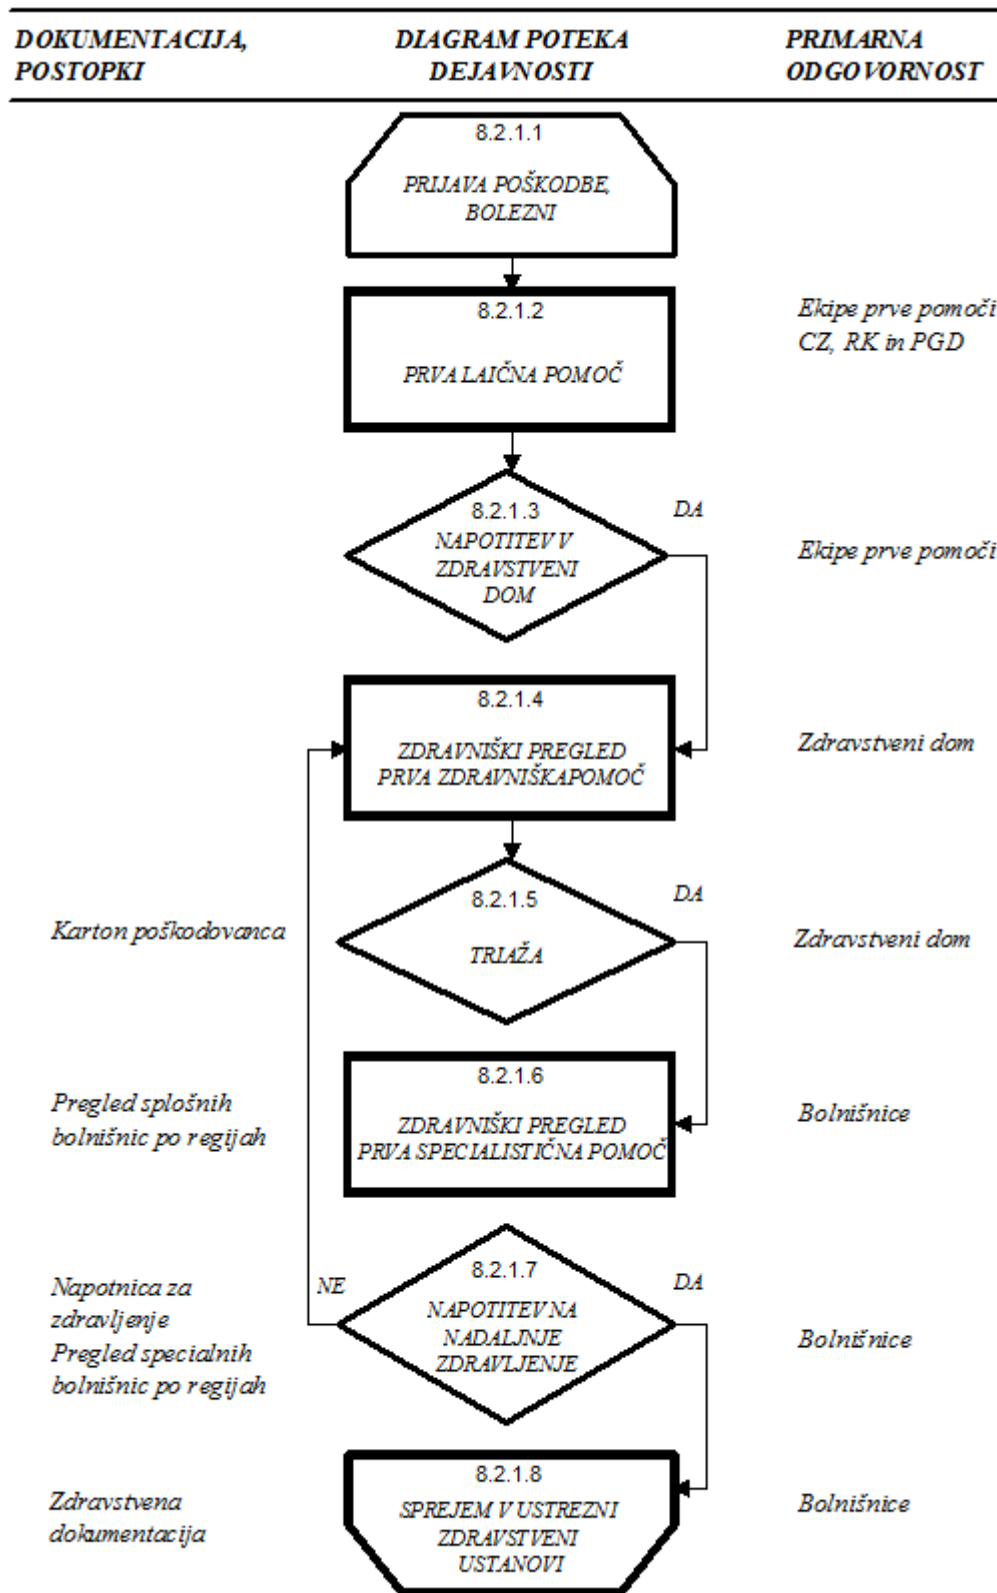 DOKUMENTACIJA,
POSTOPKI
DIAGRAM POTEKA
DEJAVNOSTI
PRIMARNA
ODGOVORNOST
8.2.1.1
PRIJAVA POŠKODBE,
BOLEZNI
8.2.1.2
PRVA LAIČNA POMOČ
Ekipe prve pomoči
CZ, RK in PGD
8.2.1.3
NAPOTITEV V
ZDRAVSTVENI
DOM
DA
Ekipe prve pomoči
8.2.1.4
ZDRAVNIŠKI PREGLED
PRVA ZDRAVNIŠKAPOMOČ
Zdravstveni dom
Karton poškodovanca
8.2.1.5
TRIAŽA
DA
Zdravstveni dom
Pregled splošnih
bolnišnic po regijah
8.2.1.6
ZDRAVNIŠKI PREGLED
PRVA SPECIALISTIČNA POMOČ
Bolnišnice
Napotnica za
zdravljenje
Pregled specialnih
bolnišnic po regijah
NE
8.2.1.7
NAPOTITEV NA
NADALJNJE
ZDRAVLJENJE
DA
Bolnišnice
Zdravstvena
dokumentacija
8.2.1.8
SPREJEM V USTREZNI
ZDRAVSTVENI
USTANOVI
Bolnišnice